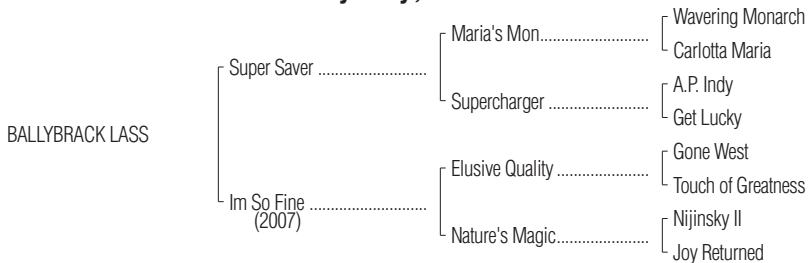 Wavering Monarch
Maria's Mon
Carlotta Maria
Super Saver
A.P. Indy
Supercharger
Get Lucky
BALLYBRACK LASS
Gone West
Elusive Quality
Touch of Greatness
Im So Fine
(2007)
Nijinsky II
Nature's Magic
Joy Returned